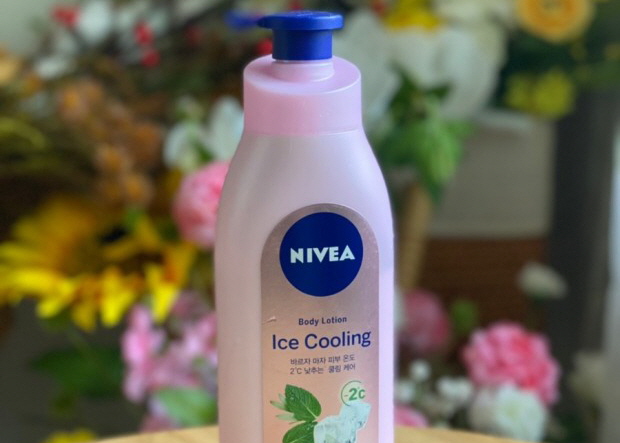 NIVEA
Body Lotion
Ice Cooling
바르자 마자 피부 온도
2℃ 낮추는 쿨링 케어
-2c